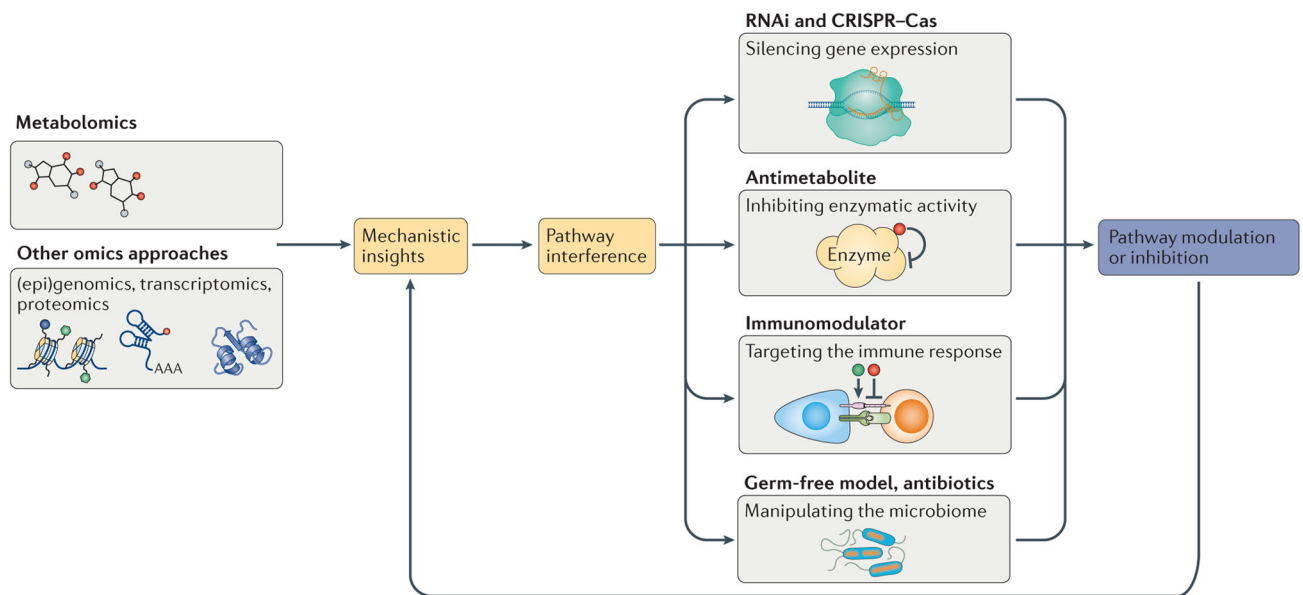 Metabolomics
Other omics approaches
(epi)genomics, transcriptomics,
proteomics
AAA
Mechanistic
insights
Pathway
interference
RNAi and CRISPR–Cas
Silencing gene expression
Antimetabolite
Inhibiting enzymatic activity
Enzyme
Immunomodulator
Targeting the immune response
Germ-free model, antibiotics
Manipulating the microbiome
Pathway modulation
or inhibition